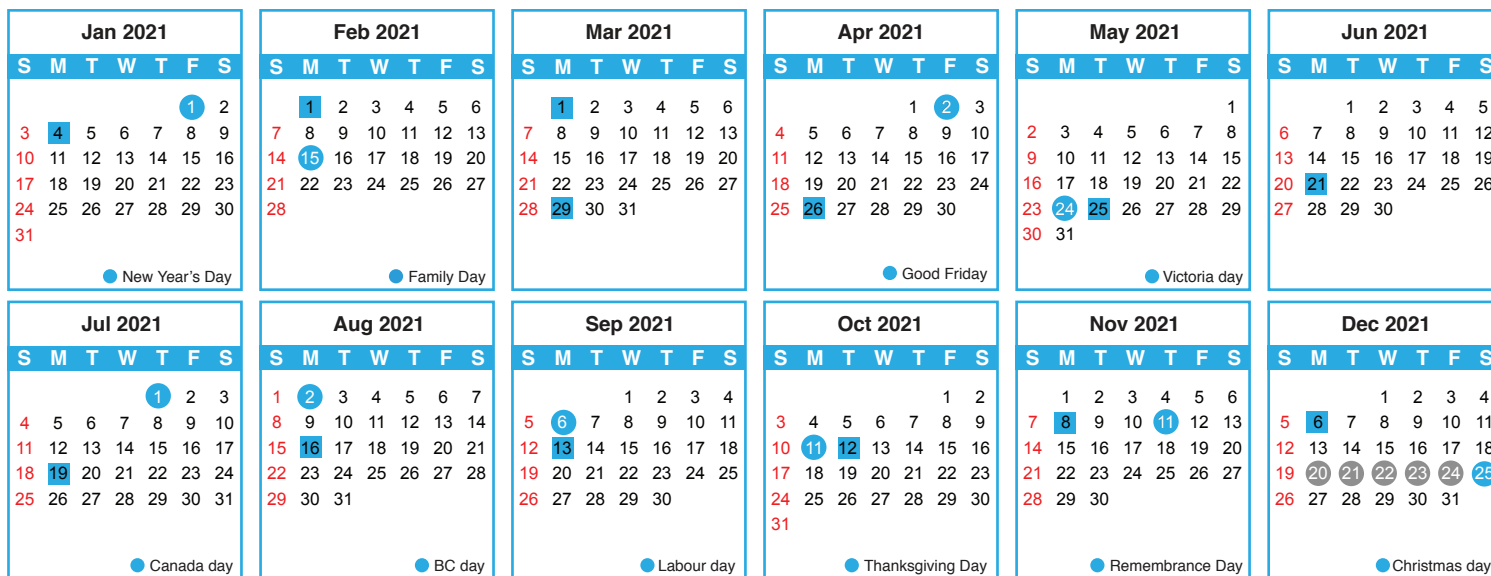 Jan 2021
S M T W T F S
1 2
3 4 5 6 7 8 9
10 11 12 13 14 15 16
17 18 19 20 21 22 23
24 25 26 27 28 29 30
31
New Year's Day
Feb 2021
S M T W T F S
1 2 3 4 5 6
7 8 9 10 11 12 13
14 15 16 17 18 19 20
21 22 23 24 25 26 27
28
Family Day
Mar 2021
S M T W T F S
1 2 3 4 5 6
7 8 9 10 11 12 13
14 15 16 17 18 19 20
21 22 23 24 25 26 27
28 29 30 31
Apr 2021
S M T W T F S
1 2 3
4 5 6 7 8 9 10
11 12 13 14 15 16 17
18 19 20 21 22 23 24
25 26 27 28 29 30
Good Friday
May 2021
S M T W T F S
1
2 3 4 5 6 7 8
9 10 11 12 13 14 15
16 17 18 19 20 21 22
23 24 25 26 27 28 29
30 31
Victoria day
Jun 2021
S M T W T F S
1 2 3 4 5
6 7 8 9 10 11 12
13 14 15 16 17 18 19
20 21 22 23 24 25 26
27 28 29 30
Jul 2021
S M T W T F S
1 2 3
4 5 6 7 8 9 10
11 12 13 14 15 16 17
18 19 20 21 22 23 24
25 26 27 28 29 30 31
Canada day
Aug 2021
S M T W T F S
1 2 3 4 5 6 7
8 9 10 11 12 13 14
15 16 17 18 19 20 21
22 23 24 25 26 27 28
29 30 31
BC day
Sep 2021
S M T W T F S
1 2 3 4
5 6 7 8 9 10 11
12 13 14 15 16 17 18
19 20 21 22 23 24 25
26 27 28 29 30
Labour day
Oct 2021
S M T W T F S
1 2
3 4 5 6 7 8 9
10 11 12 13 14 15 16
17 18 19 20 21 22 23
24 25 26 27 28 29 30
31
Thanksgiving Day
Nov 2021
S M T W T F S
1 2 3 4 5 6
7 8 9 10 11 12 13
14 15 16 17 18 19 20
21 22 23 24 25 26 27
28 29 30
Remembrance Day
Dec 2021
S M T W T F S
1 2 3 4
5 6 7 8 9 10 11
12 13 14 15 16 17 18
19 20 21 22 23 24 25
26 27 28 29 30 31
Christmas day